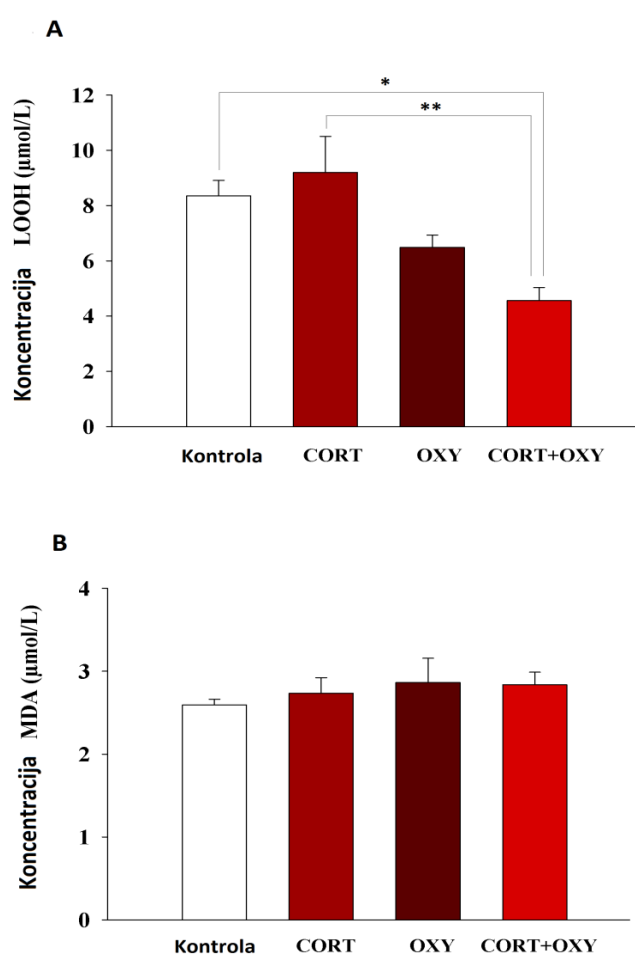 A
Koncentracija LOOH (µmol/L)
12
10
8
6
4
2
0
*
**
Kontrola CORT OXY CORT+OXY
B
Koncentracija MDA (µmol/L)
4
3
2
1
0
Kontrola CORT OXY CORT+OXY